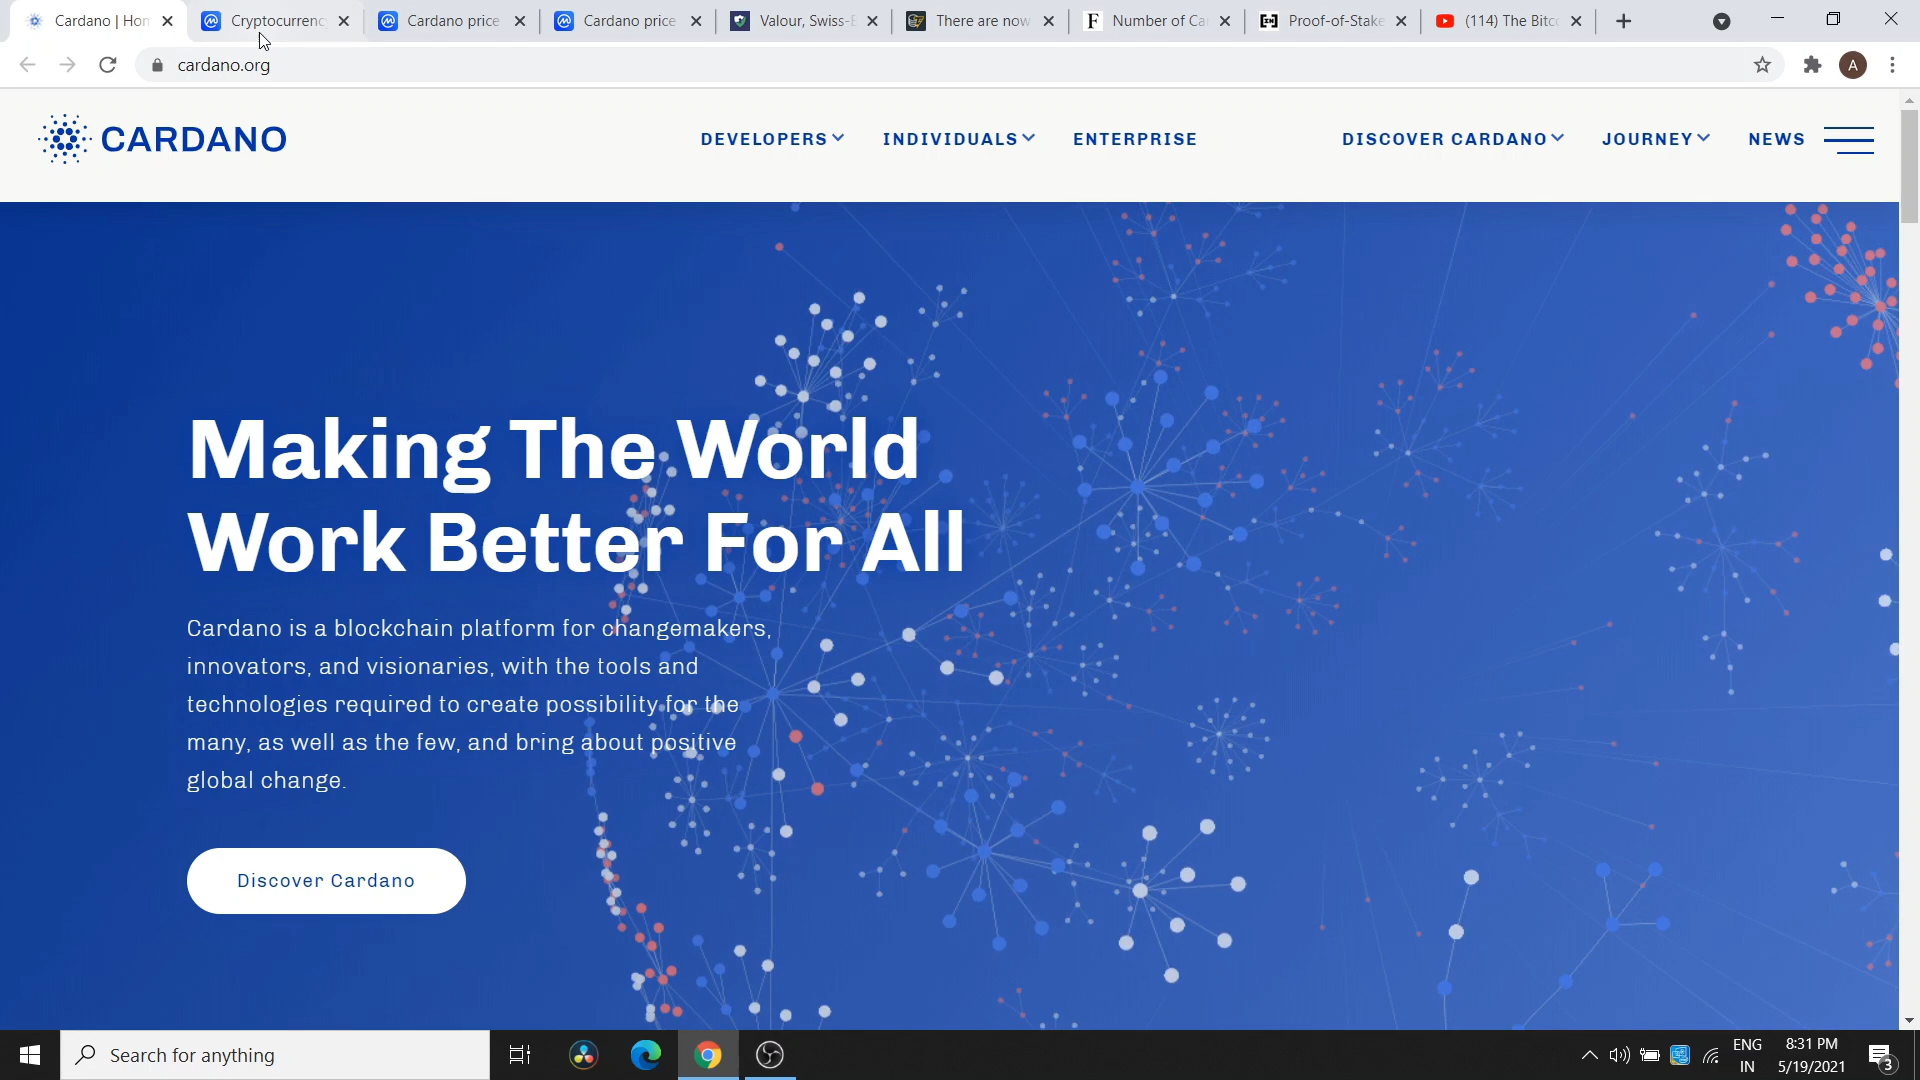 Cardano | Hom
Cryptocurrenc
Cardano price
Cardano price
Valour, Swiss-B
There are now
Number of Car
Proof-of-Stake
(114) The Bitco
cardano.org
A
CARDANO
DEVELOPERS
INDIVIDUALS
ENTERPRISE
DISCOVER CARDANO
JOURNEY
NEWS
Making The World
Work Better For All
Cardano is a blockchain platform for changemakers,
innovators, and visionaries, with the tools and
technologies required to create possibility for the
many, as well as the few, and bring about positive
global change.
Discover Cardano
Search for anything
ENG
IN
8:31 PM
5/19/2021
3